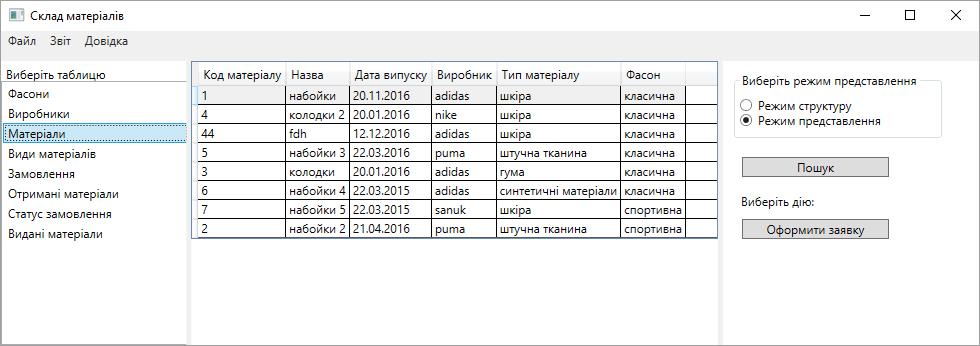 Склад матеріалів
Файл Звіт Довідка
Виберіть таблицю
Фасони
Виробники
Матеріали
Види матеріалів
Замовлення
Отримані матеріали
Статус замовлення
Видані матеріали
Код матеріалу Назва Дата випуску Виробник Тип матеріалу Фасон
1 набойки 20.11.2016 adidas шкіра класична
4 колодки 2 20.01.2016 nike шкіра класична
44 fdh 12.12.2016 adidas шкіра класична
5 набойки 3 22.03.2016 puma штучна тканина класична
3 колодки 20.01.2016 adidas гума класична
6 набойки 4 22.03.2015 adidas синтетичні матеріали класична
7 набойки 5 22.03.2015 sanuk шкіра спортивна
2 набойки 2 21.04.2016 puma штучна тканина спортивна
Виберіть режим представлення
Режим структуру
Режим представлення
Пошук
Виберіть дію:
Оформити заявку